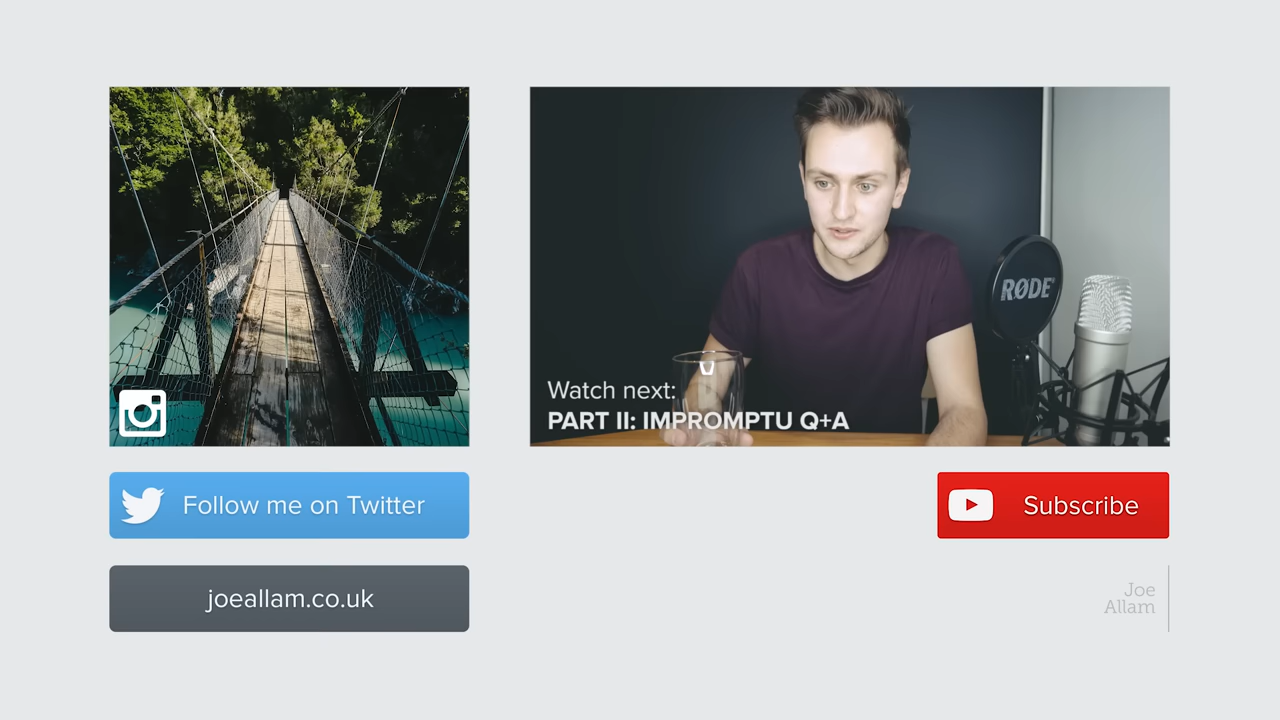 RØDE
Watch next:
PART II: IMPROMPTU Q+A
Follow me on Twitter
Subscribe
joeallam.co.uk
Joe
Allam